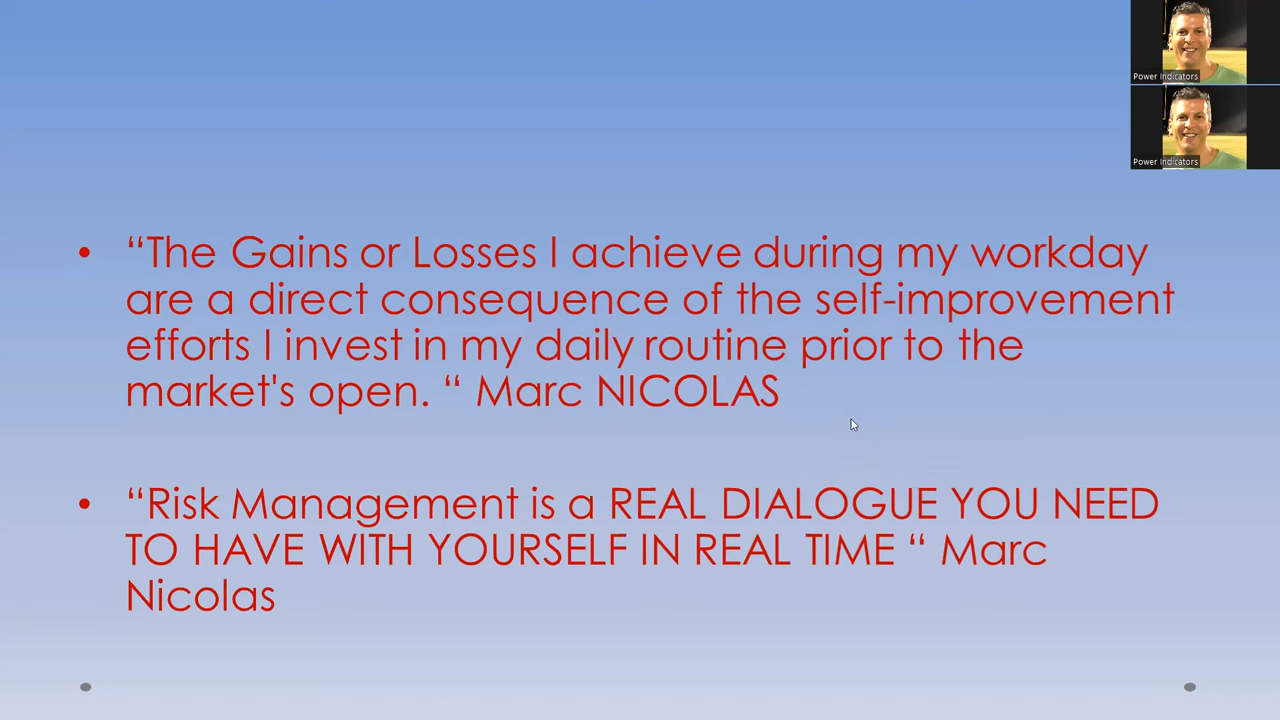 Power Indicators
Power Indicators
• “The Gains or Losses I achieve during my workday
are a direct consequence of the self-improvement
efforts I invest in my daily routine prior to the
market's open. “ Marc NICOLAS
• “Risk Management is a REAL DIALOGUE YOU NEED
TO HAVE WITH YOURSELF IN REAL TIME “ Marc
Nicolas